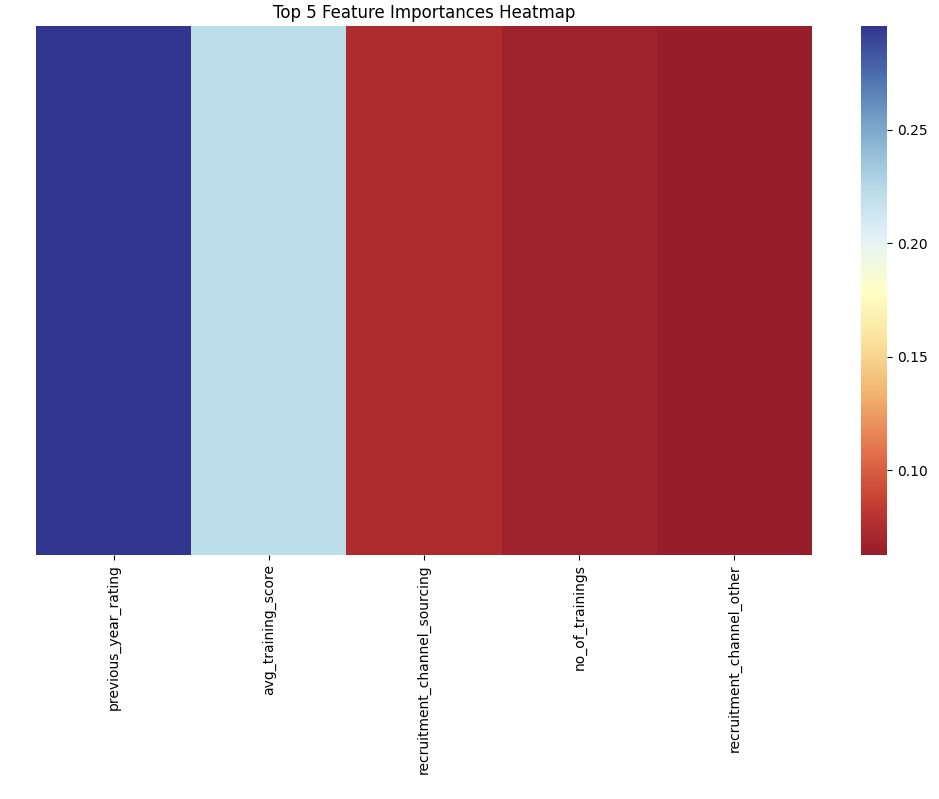 Top 5 Feature Importances Heatmap
0.25
0.20
0.15
0.10
previous_year_rating
avg_training_score
recruitment_channel_sourcing
no_of_trainings
recruitment_channel_other